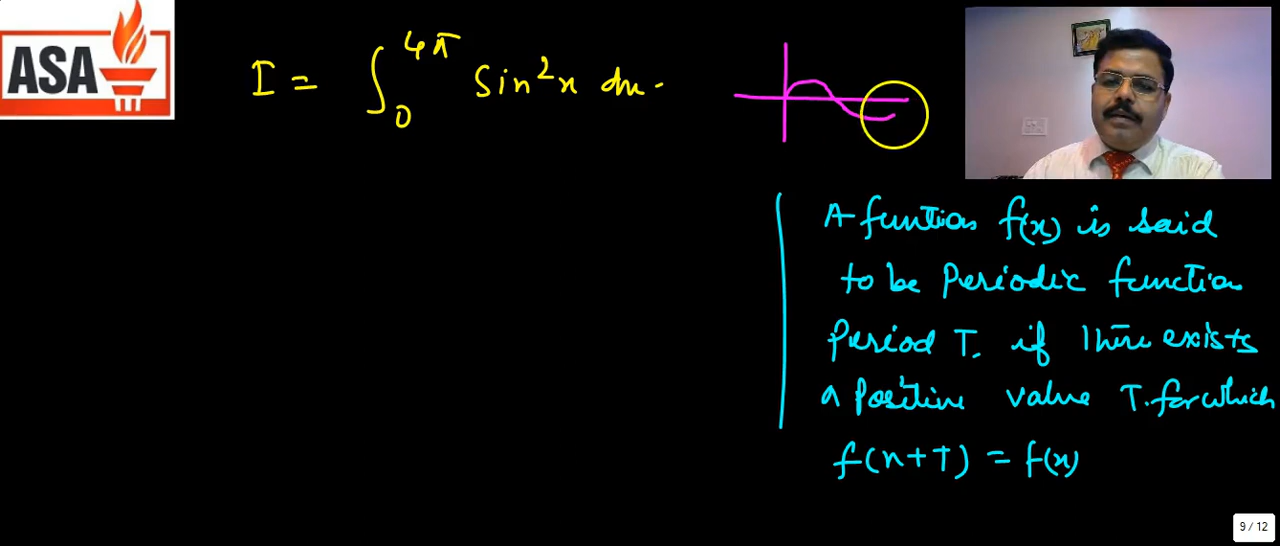 ASA
I = ∫₀^4π Sin²x dx.
A funtion f(x) is said
to be Periodic function
Period T. if there exists
a Positive value T. for which
f(x+T) = f(x)
9 / 12